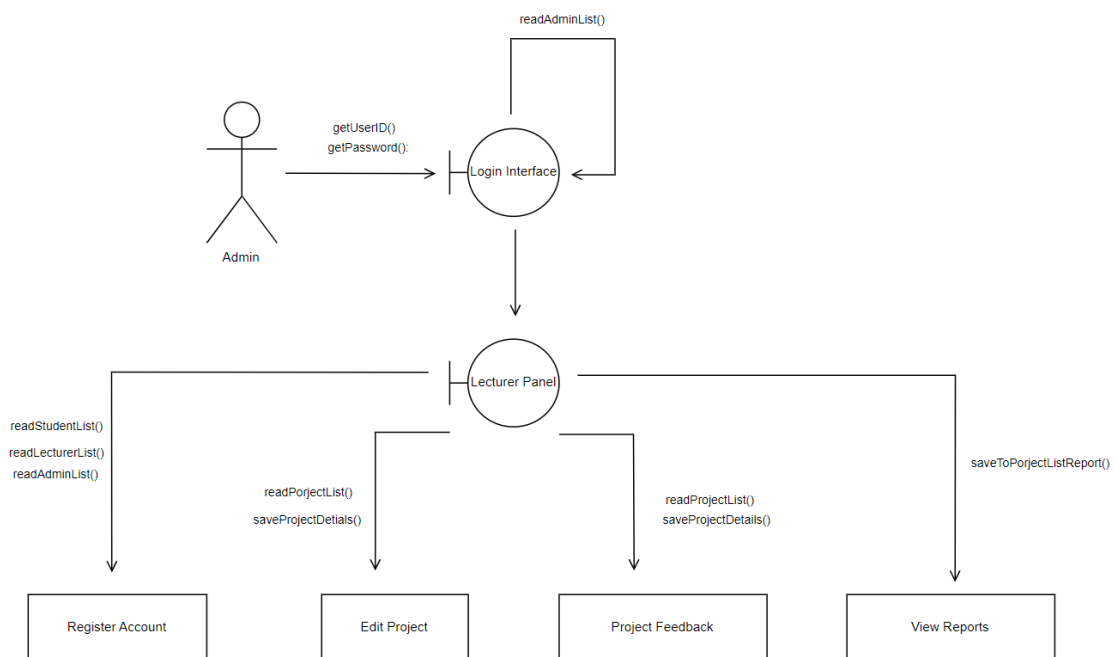 readAdminList()
getUserID()
getPassword():
Login Interface
Admin
Lecturer Panel
readStudentList()
readLecturerList()
readAdminList()
readPorjectList()
saveProjectDetials()
readProjectList()
saveProjectDetails()
saveToPorjectListReport()
Register Account
Edit Project
Project Feedback
View Reports